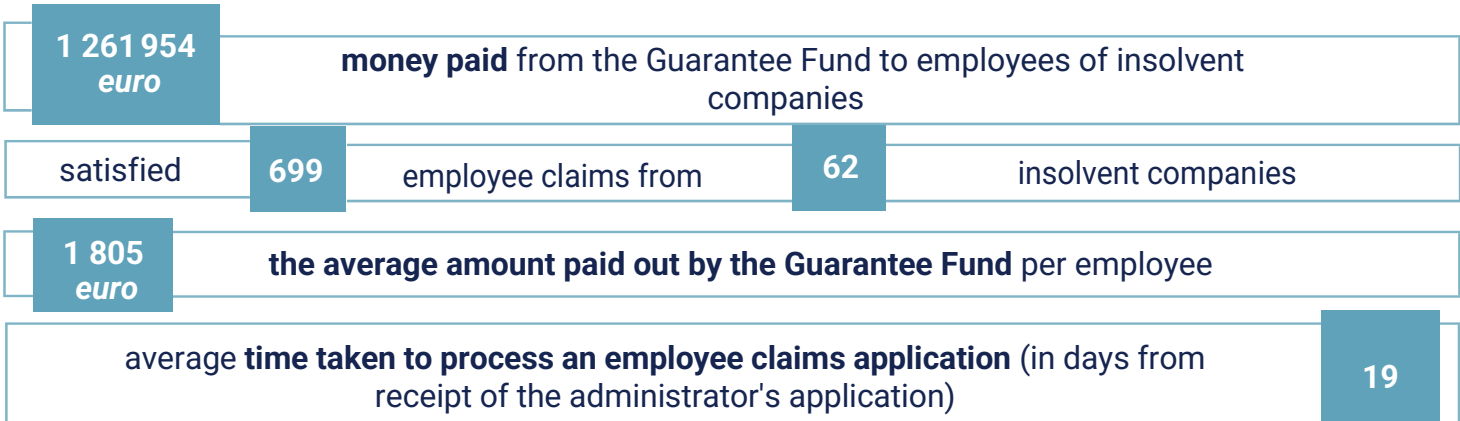 1 261 954
euro
money paid from the Guarantee Fund to employees of insolvent
companies
satisfied 699 employee claims from 62 insolvent companies
1 805
euro
the average amount paid out by the Guarantee Fund per employee
average time taken to process an employee claims application (in days from
receipt of the administrator's application)
19